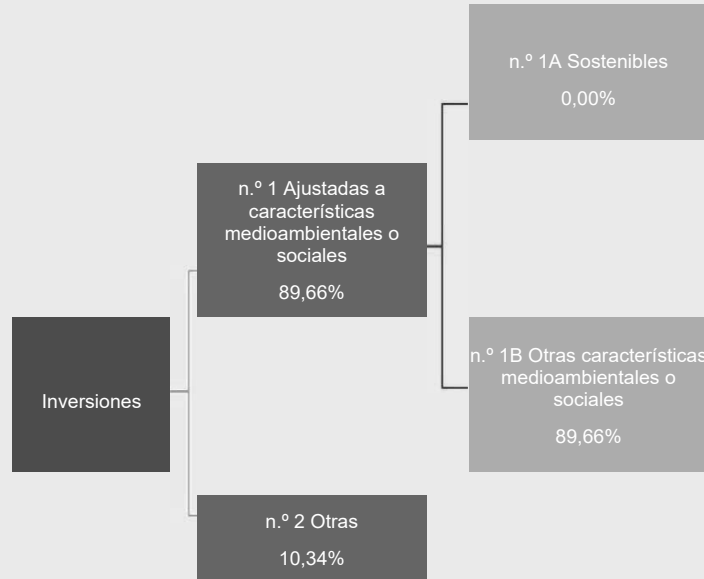 n.º 1A Sostenibles
0,00%
n.º 1 Ajustadas a
características
medioambientales o
sociales
89,66%
Inversiones
n.º 1B Otras características
medioambientales o
sociales
89,66%
n.º 2 Otras
10,34%